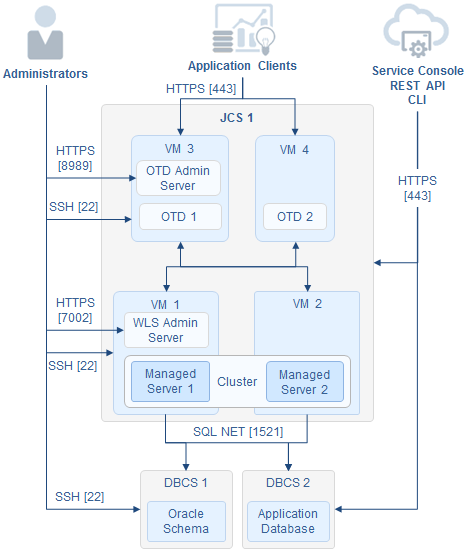 Administrators
Application Clients
Service Console
REST API
CLI
HTTPS [443]
JCS 1
HTTPS
[8989]
VM 3
OTD Admin
Server
OTD 1
VM 4
OTD 2
SSH [22]
HTTPS
[443]
HTTPS
[7002]
VM 1
WLS Admin
Server
VM 2
SSH [22]
Managed
Server 1
Cluster
Managed
Server 2
SQL NET [1521]
SSH [22]
DBCS 1
Oracle
Schema
DBCS 2
Application
Database